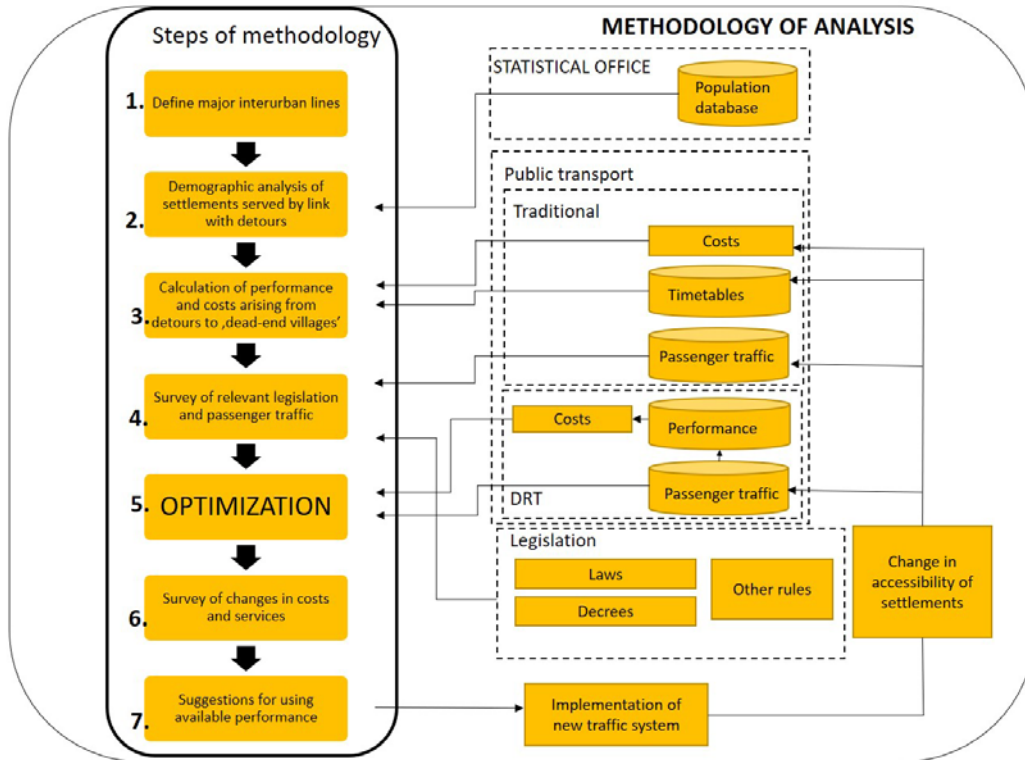 Steps of methodology
1.
Define major interurban lines
2.
Demographic analysis of
settlements served by link
with detours
3.
Calculation of performance
and costs arising from
detours to ‚dead-end villages’
4.
Survey of relevant legislation
and passenger traffic
5.
OPTIMIZATION
6.
Survey of changes in costs
and services
7.
Suggestions for using
available performance
METHODOLOGY OF ANALYSIS
STATISTICAL OFFICE
Population
database
Public transport
Traditional
Costs
Timetables
Passenger traffic
Costs
Performance
Passenger traffic
DRT
Legislation
Laws
Decrees
Other rules
Change in
accessibility of
settlements
Implementation of
new traffic system